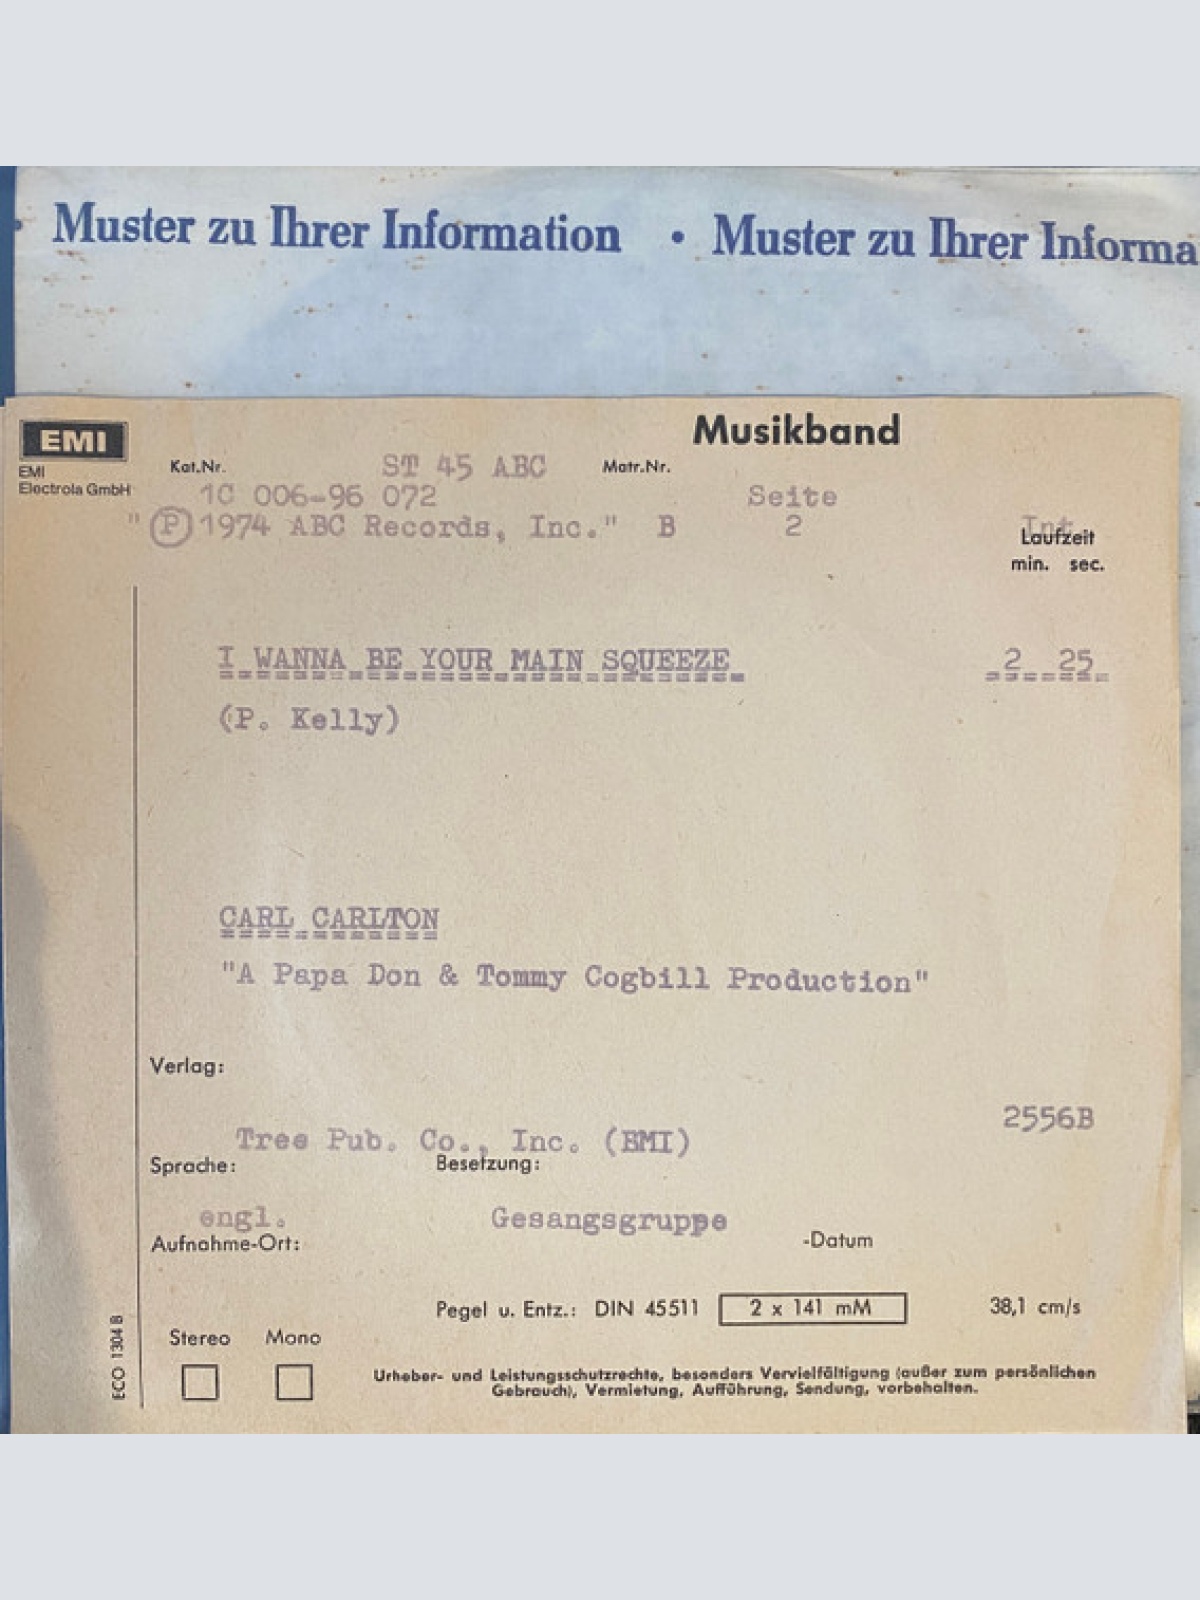 Muster zu Ihrer Information • Muster zu Ihrer Informa
EMI
EMI
Electrola GmbH
Musikband
Kat.Nr. ST 45 ABC Matr.Nr.
1C 006-96 072 Seite
"Ⓟ 1974 ABC Records, Inc." B 2 Int.
Laufzeit
min. sec.
I WANNA BE YOUR MAIN SQUEEZE 2 25
(P. Kelly)
CARL CARLTON
"A Papa Don & Tommy Cogbill Production"
Verlag:
2556B
Tree Pub. Co., Inc. (EMI)
Sprache: Besetzung:
engl. Gesangsgruppe
Aufnahme-Ort: -Datum
Pegel u. Entz.: DIN 45511 2 x 141 mM 38,1 cm/s
Stereo Mono
ECO 1304 B
Urheber- und Leistungsschutzrechte, besonders Vervielfältigung (außer zum persönlichen
Gebrauch), Vermietung, Aufführung, Sendung, vorbehalten.